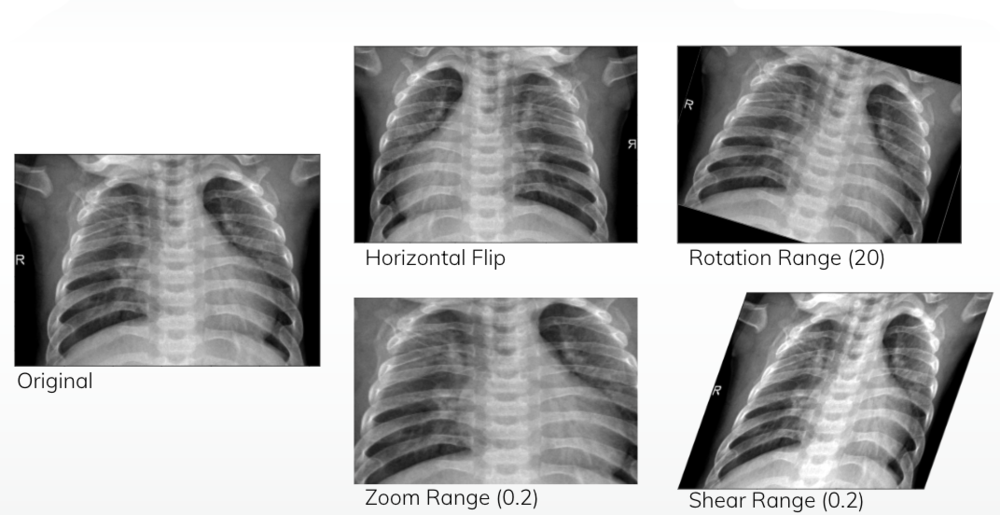 R
Original
R
Horizontal Flip
R
Rotation Range (20)
Zoom Range (0.2)
R
Shear Range (0.2)